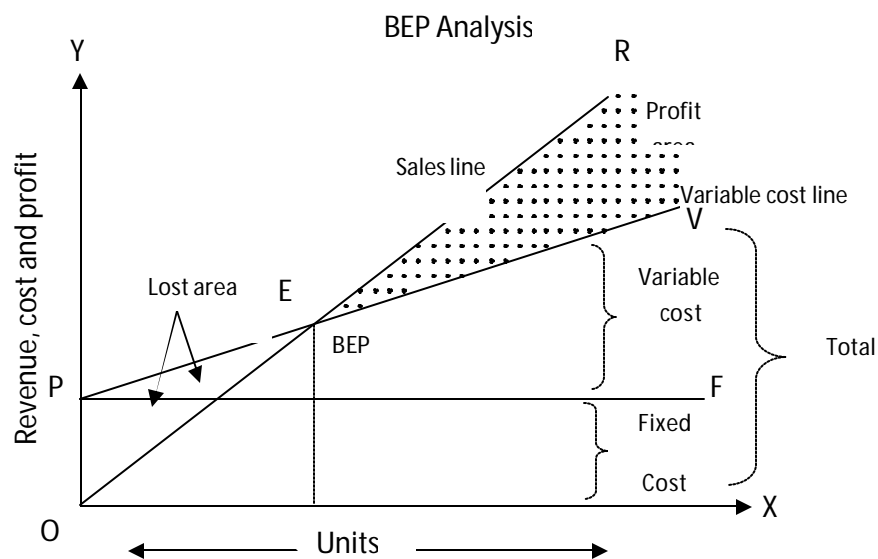 BEP Analysis
Y
R
Profit
Sales line
Variable cost line
V
Revenue, cost and profit
Lost area
E
Variable
cost
BEP
Total
P
F
Fixed
Cost
X
O
Units